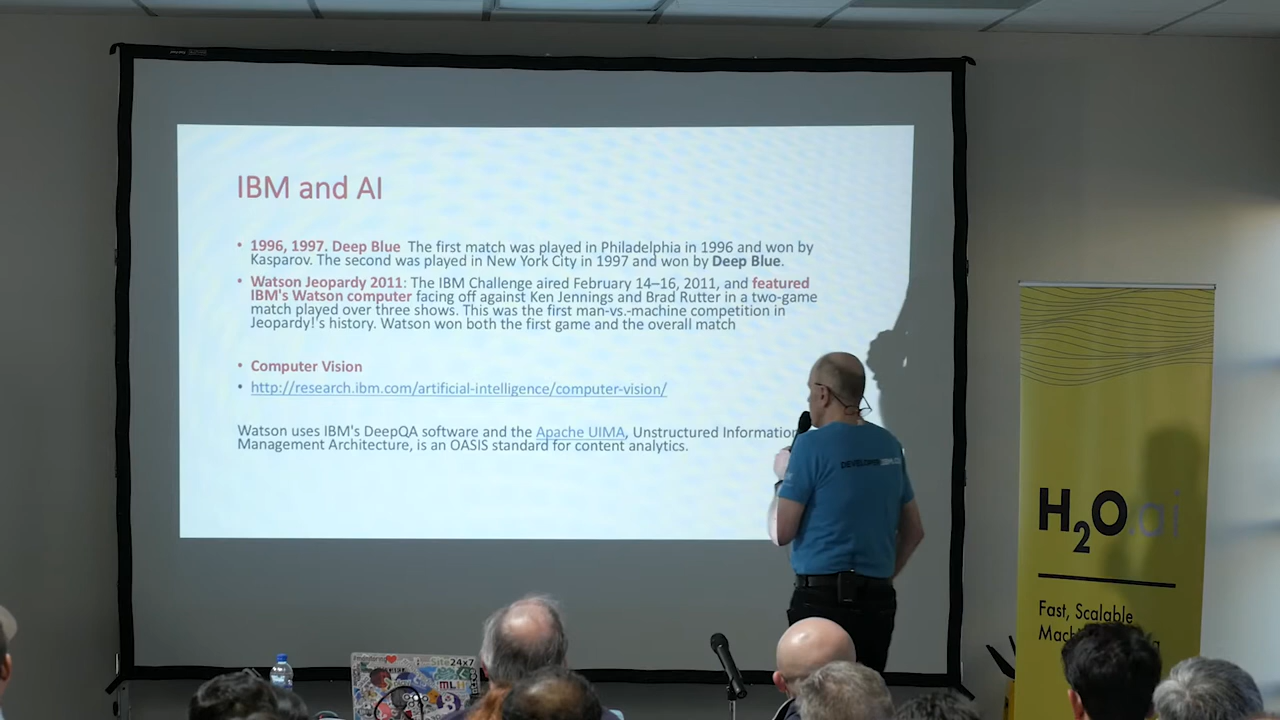 IBM and AI
• 1996, 1997. Deep Blue The first match was played in Philadelphia in 1996 and won by
Kasparov. The second was played in New York City in 1997 and won by Deep Blue.
• Watson Jeopardy 2011: The IBM Challenge aired February 14–16, 2011, and featured
IBM's Watson computer facing off against Ken Jennings and Brad Rutter in a two-game
match played over three shows. This was the first man-vs.-machine competition in
Jeopardy!'s history. Watson won both the first game and the overall match
• Computer Vision
• http://research.ibm.com/artificial-intelligence/computer-vision/
Watson uses IBM's DeepQA software and the Apache UIMA, Unstructured Information
Management Architecture, is an OASIS standard for content analytics.
H2O.ai
Fast, Scalable
24x7
ML